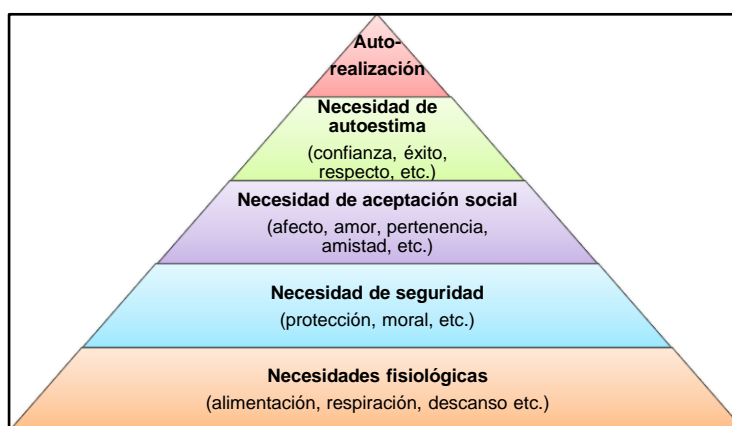 Auto-
realización
Necesidad de
autoestima
(confianza, éxito,
respecto, etc.)
Necesidad de aceptación social
(afecto, amor, pertenencia,
amistad, etc.)
Necesidad de seguridad
(protección, moral, etc.)
Necesidades fisiológicas
(alimentación, respiración, descanso etc.)